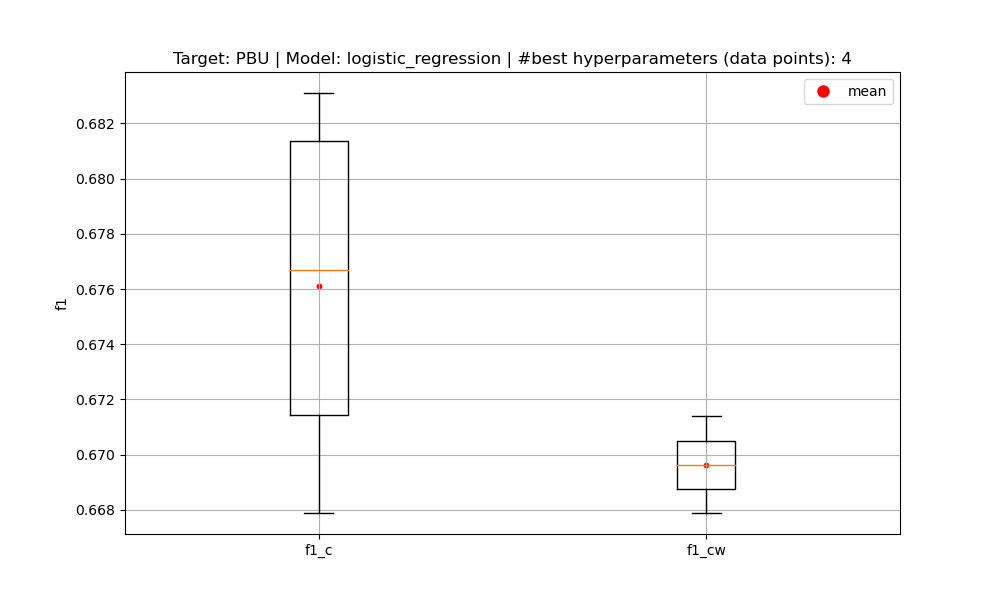 Target: PBU | Model: logistic_regression | #best hyperparameters (data points): 4
mean
0.682
0.680
0.678
0.676
0.674
0.672
0.670
0.668
f1
f1_c
f1_cw